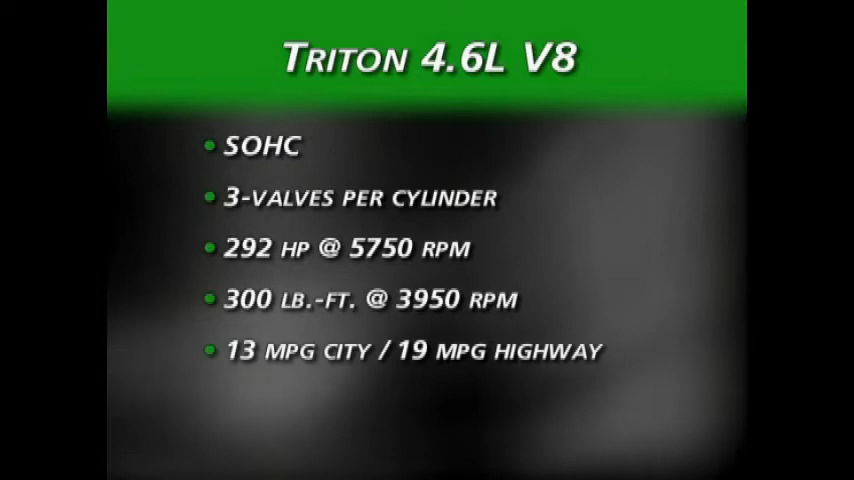 TRITON 4.6L V8
• SOHC
• 3-VALVES PER CYLINDER
• 292 HP @ 5750 RPM
• 300 LB.-FT. @ 3950 RPM
• 13 MPG CITY / 19 MPG HIGHWAY